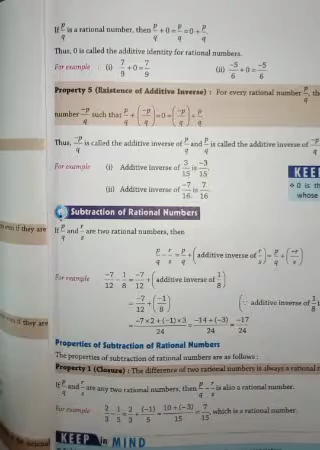 If p/q is a rational number, then p/q + 0 = p/q = 0 + p/q.
Thus, 0 is called the additive identity for rational numbers.
For example : (i) 7/9 + 0 = 7/9 (ii) -5/6 + 0 = -5/6
Property 5 (Existence of Additive Inverse) : For every rational number p/q, th
number -p/q such that p/q + (-p/q) = 0 = (-p/q) + p/q
Thus, -p/q is called the additive inverse of p/q and p/q is called the additive inverse of -p/q
For example (i) Additive inverse of 3/15 is -3/15
KEE
(ii) Additive inverse of -7/16 is 7/16.
0 is th
whose
Subtraction of Rational Numbers
even if they are
If p/q and r/s are two rational numbers, then
p/q - r/s = p/q + (additive inverse of r/s) = p/q + (-r/s)
For example -7/12 - 1/8 = -7/12 + (additive inverse of 1/8)
= -7/12 + (-1/8) (∵ additive inverse of 1/8
even if they are
= -7×2+(-1)×3/24 = -14+(-3)/24 = -17/24
Properties of Subtraction of Rational Numbers
The properties of subtraction of rational numbers are as follows :
Property 1 (Closure) : The difference of two rational numbers is always a rational
If p/q and r/s are any two rational numbers, then p/q - r/s is also a rational number.
For example 2/3 - 1/5 = 2/3 + (-1)/5 = 10+(-3)/15 = 7/15, which is a rational number.
KEEP in MIND